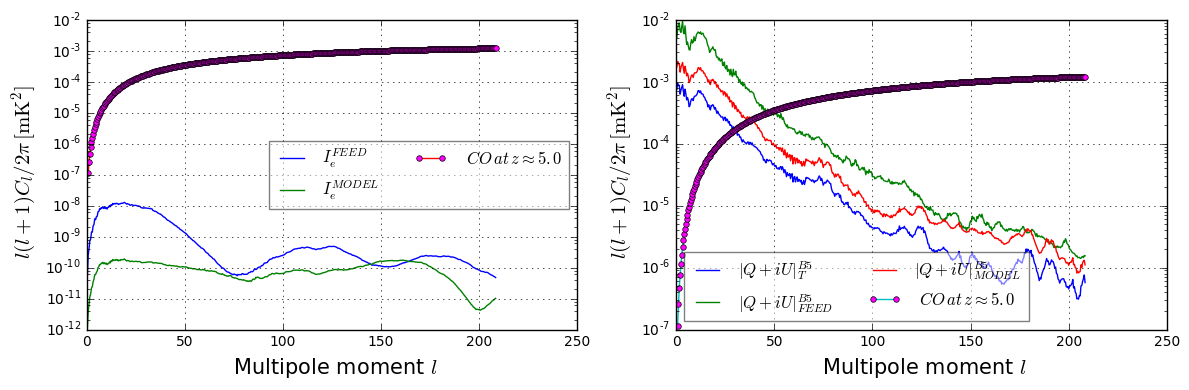 10^-2
10^-3
10^-4
10^-5
10^-6
10^-7
10^-8
10^-9
10^-10
10^-11
10^-12
l(l+1)C_l/2π [mK^2]
I_e^FEED
CO at z≈5.0
I_e^MODEL
0 50 100 150 200 250
Multipole moment l
10^-2
10^-3
10^-4
10^-5
10^-6
10^-7
l(l+1)C_l/2π [mK^2]
|Q+iU|_T^B5
|Q+iU|_MODEL^B5
|Q+iU|_FEED^B5
CO at z≈5.0
0 50 100 150 200 250
Multipole moment l